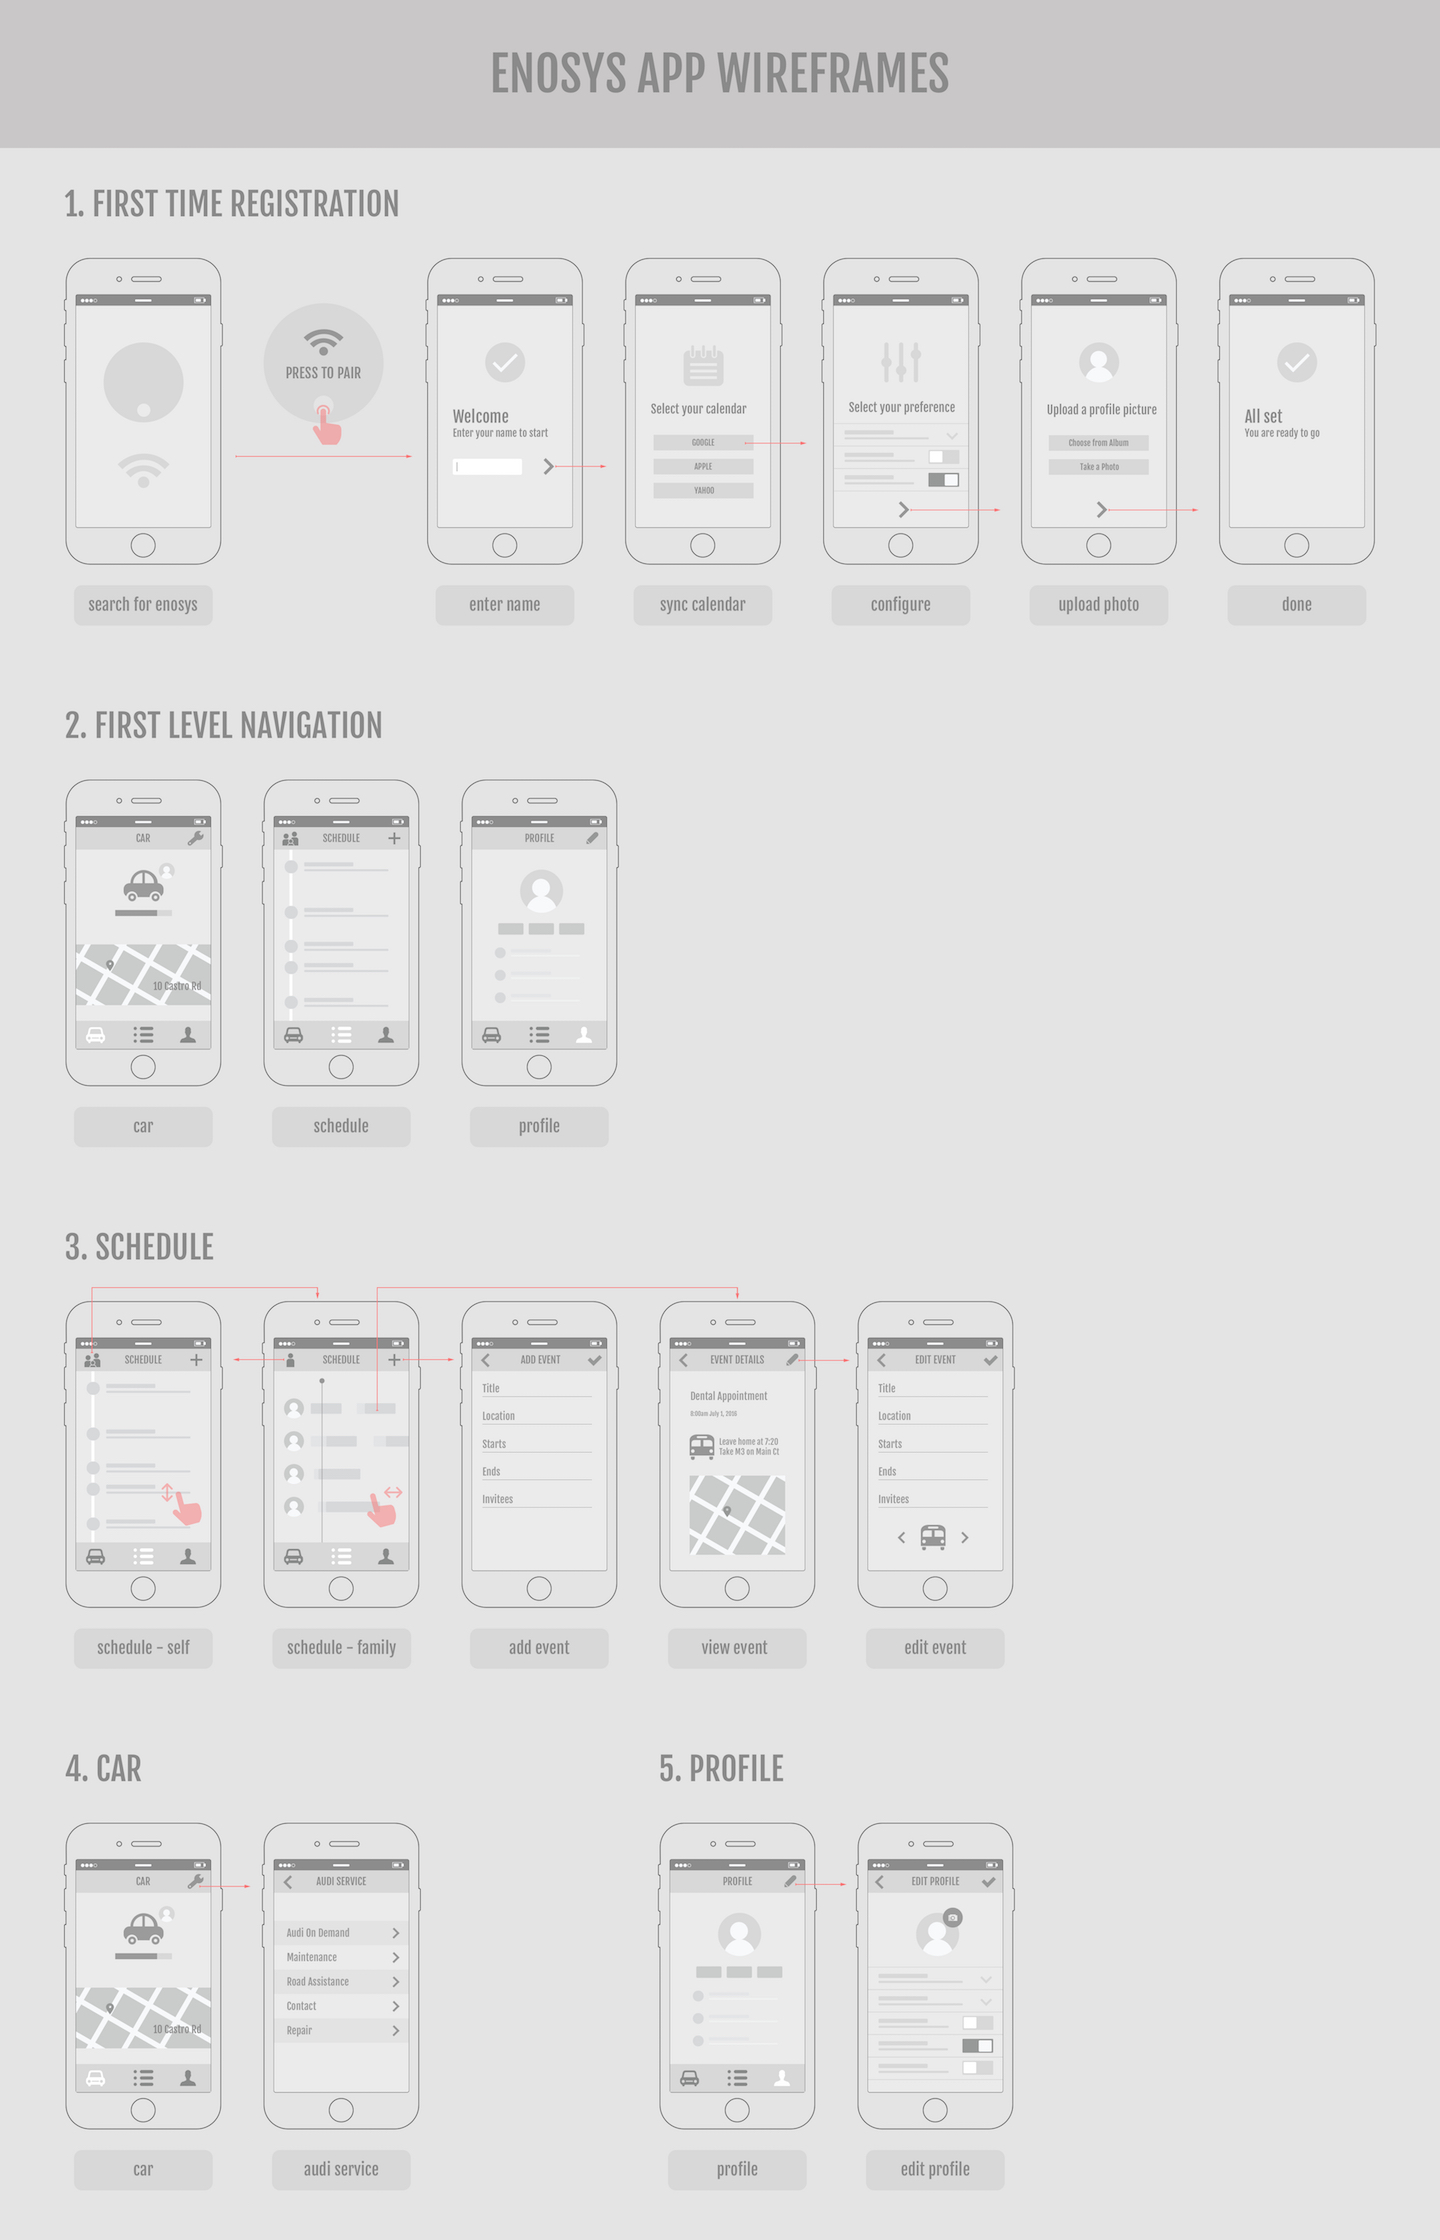 ENOSYS APP WIREFRAMES
1. FIRST TIME REGISTRATION
PRESS TO PAIR
Welcome
Enter your name to start
Select your calendar
GOOGLE
APPLE
YAHOO
Select your preference
Upload a profile picture
Choose from Album
Take a Photo
All set
You are ready to go
search for enosys
enter name
sync calendar
configure
upload photo
done
2. FIRST LEVEL NAVIGATION
CAR
10 Castro Rd
SCHEDULE
PROFILE
car
schedule
profile
3. SCHEDULE
SCHEDULE
SCHEDULE
ADD EVENT
Title
Location
Starts
Ends
Invitees
EVENT DETAILS
Dental Appointment
8:00am July 1, 2016
Leave home at 7:20
Take M3 on Main Ct
EDIT EVENT
Title
Location
Starts
Ends
Invitees
schedule - self
schedule - family
add event
view event
edit event
4. CAR
CAR
10 Castro Rd
AUDI SERVICE
Audi On Demand
Maintenance
Road Assistance
Contact
Repair
car
audi service
5. PROFILE
PROFILE
EDIT PROFILE
profile
edit profile